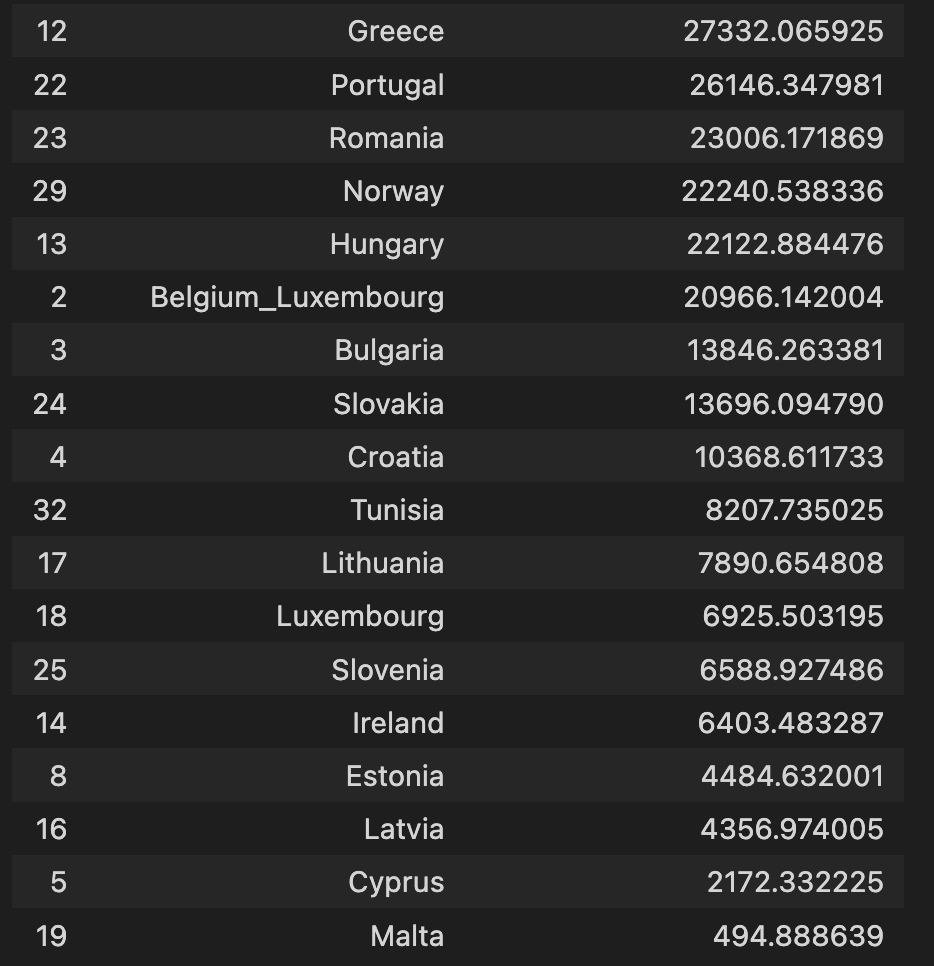 12 Greece 27332.065925
22 Portugal 26146.347981
23 Romania 23006.171869
29 Norway 22240.538336
13 Hungary 22122.884476
2 Belgium_Luxembourg 20966.142004
3 Bulgaria 13846.263381
24 Slovakia 13696.094790
4 Croatia 10368.611733
32 Tunisia 8207.735025
17 Lithuania 7890.654808
18 Luxembourg 6925.503195
25 Slovenia 6588.927486
14 Ireland 6403.483287
8 Estonia 4484.632001
16 Latvia 4356.974005
5 Cyprus 2172.332225
19 Malta 494.888639